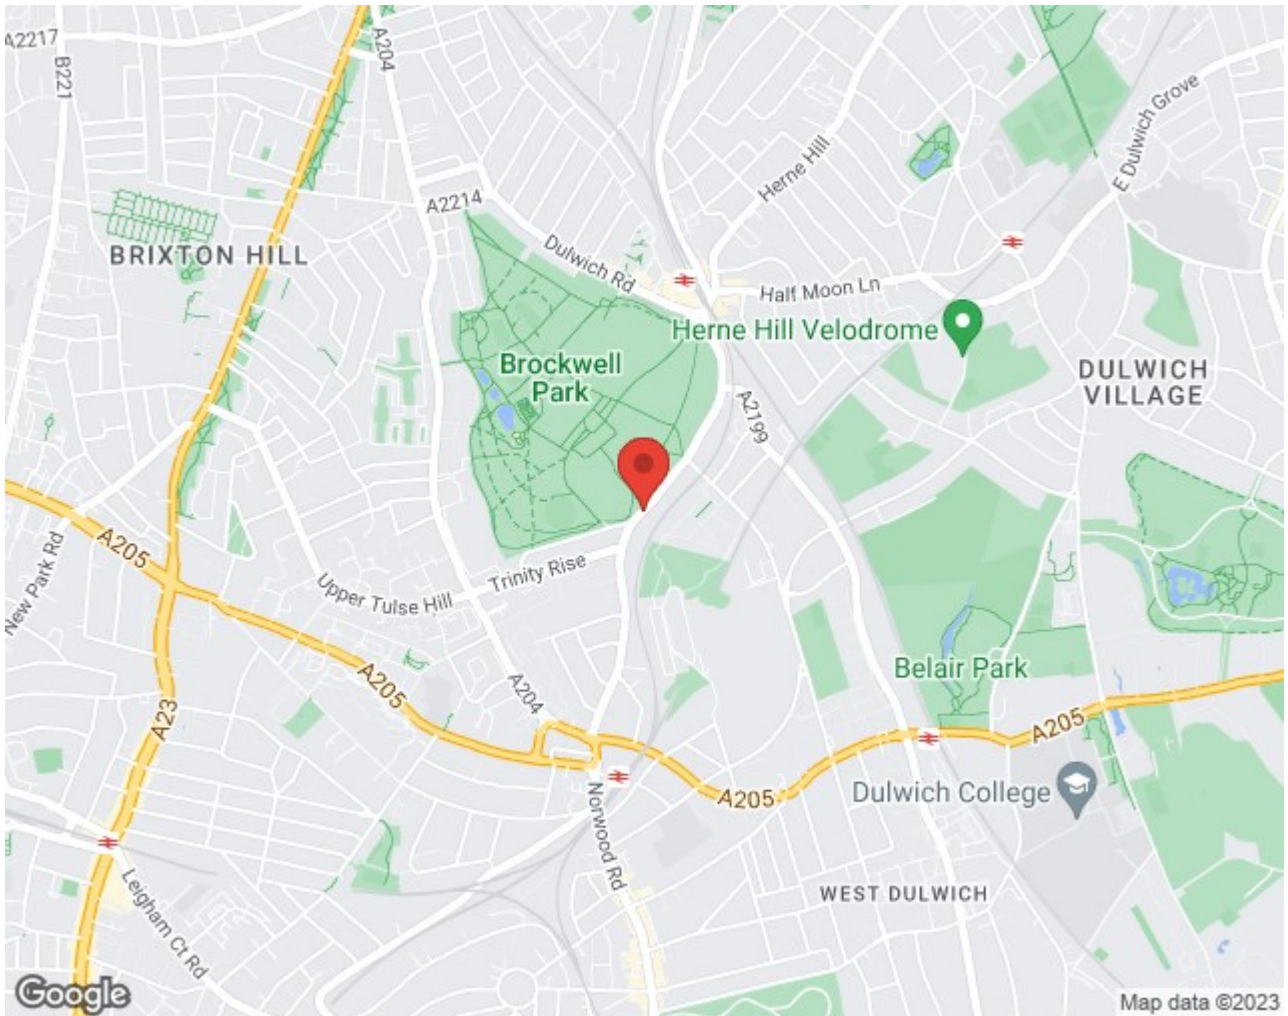 A2217
B221
A204
E Dulwich Grove
Herne Hill
A2214
BRIXTON HILL
Dulwich Rd
Half Moon Ln
Herne Hill Velodrome
Brockwell
Park
DULWICH
VILLAGE
A2199
A205
New Park Rd
Trinity Rise
Upper Tulse Hill
Belair Park
A205
A204
A23
A205
A205
Dulwich College
Norwood Rd
WEST DULWICH
Leigham Ct Rd
Google
Map data ©2023